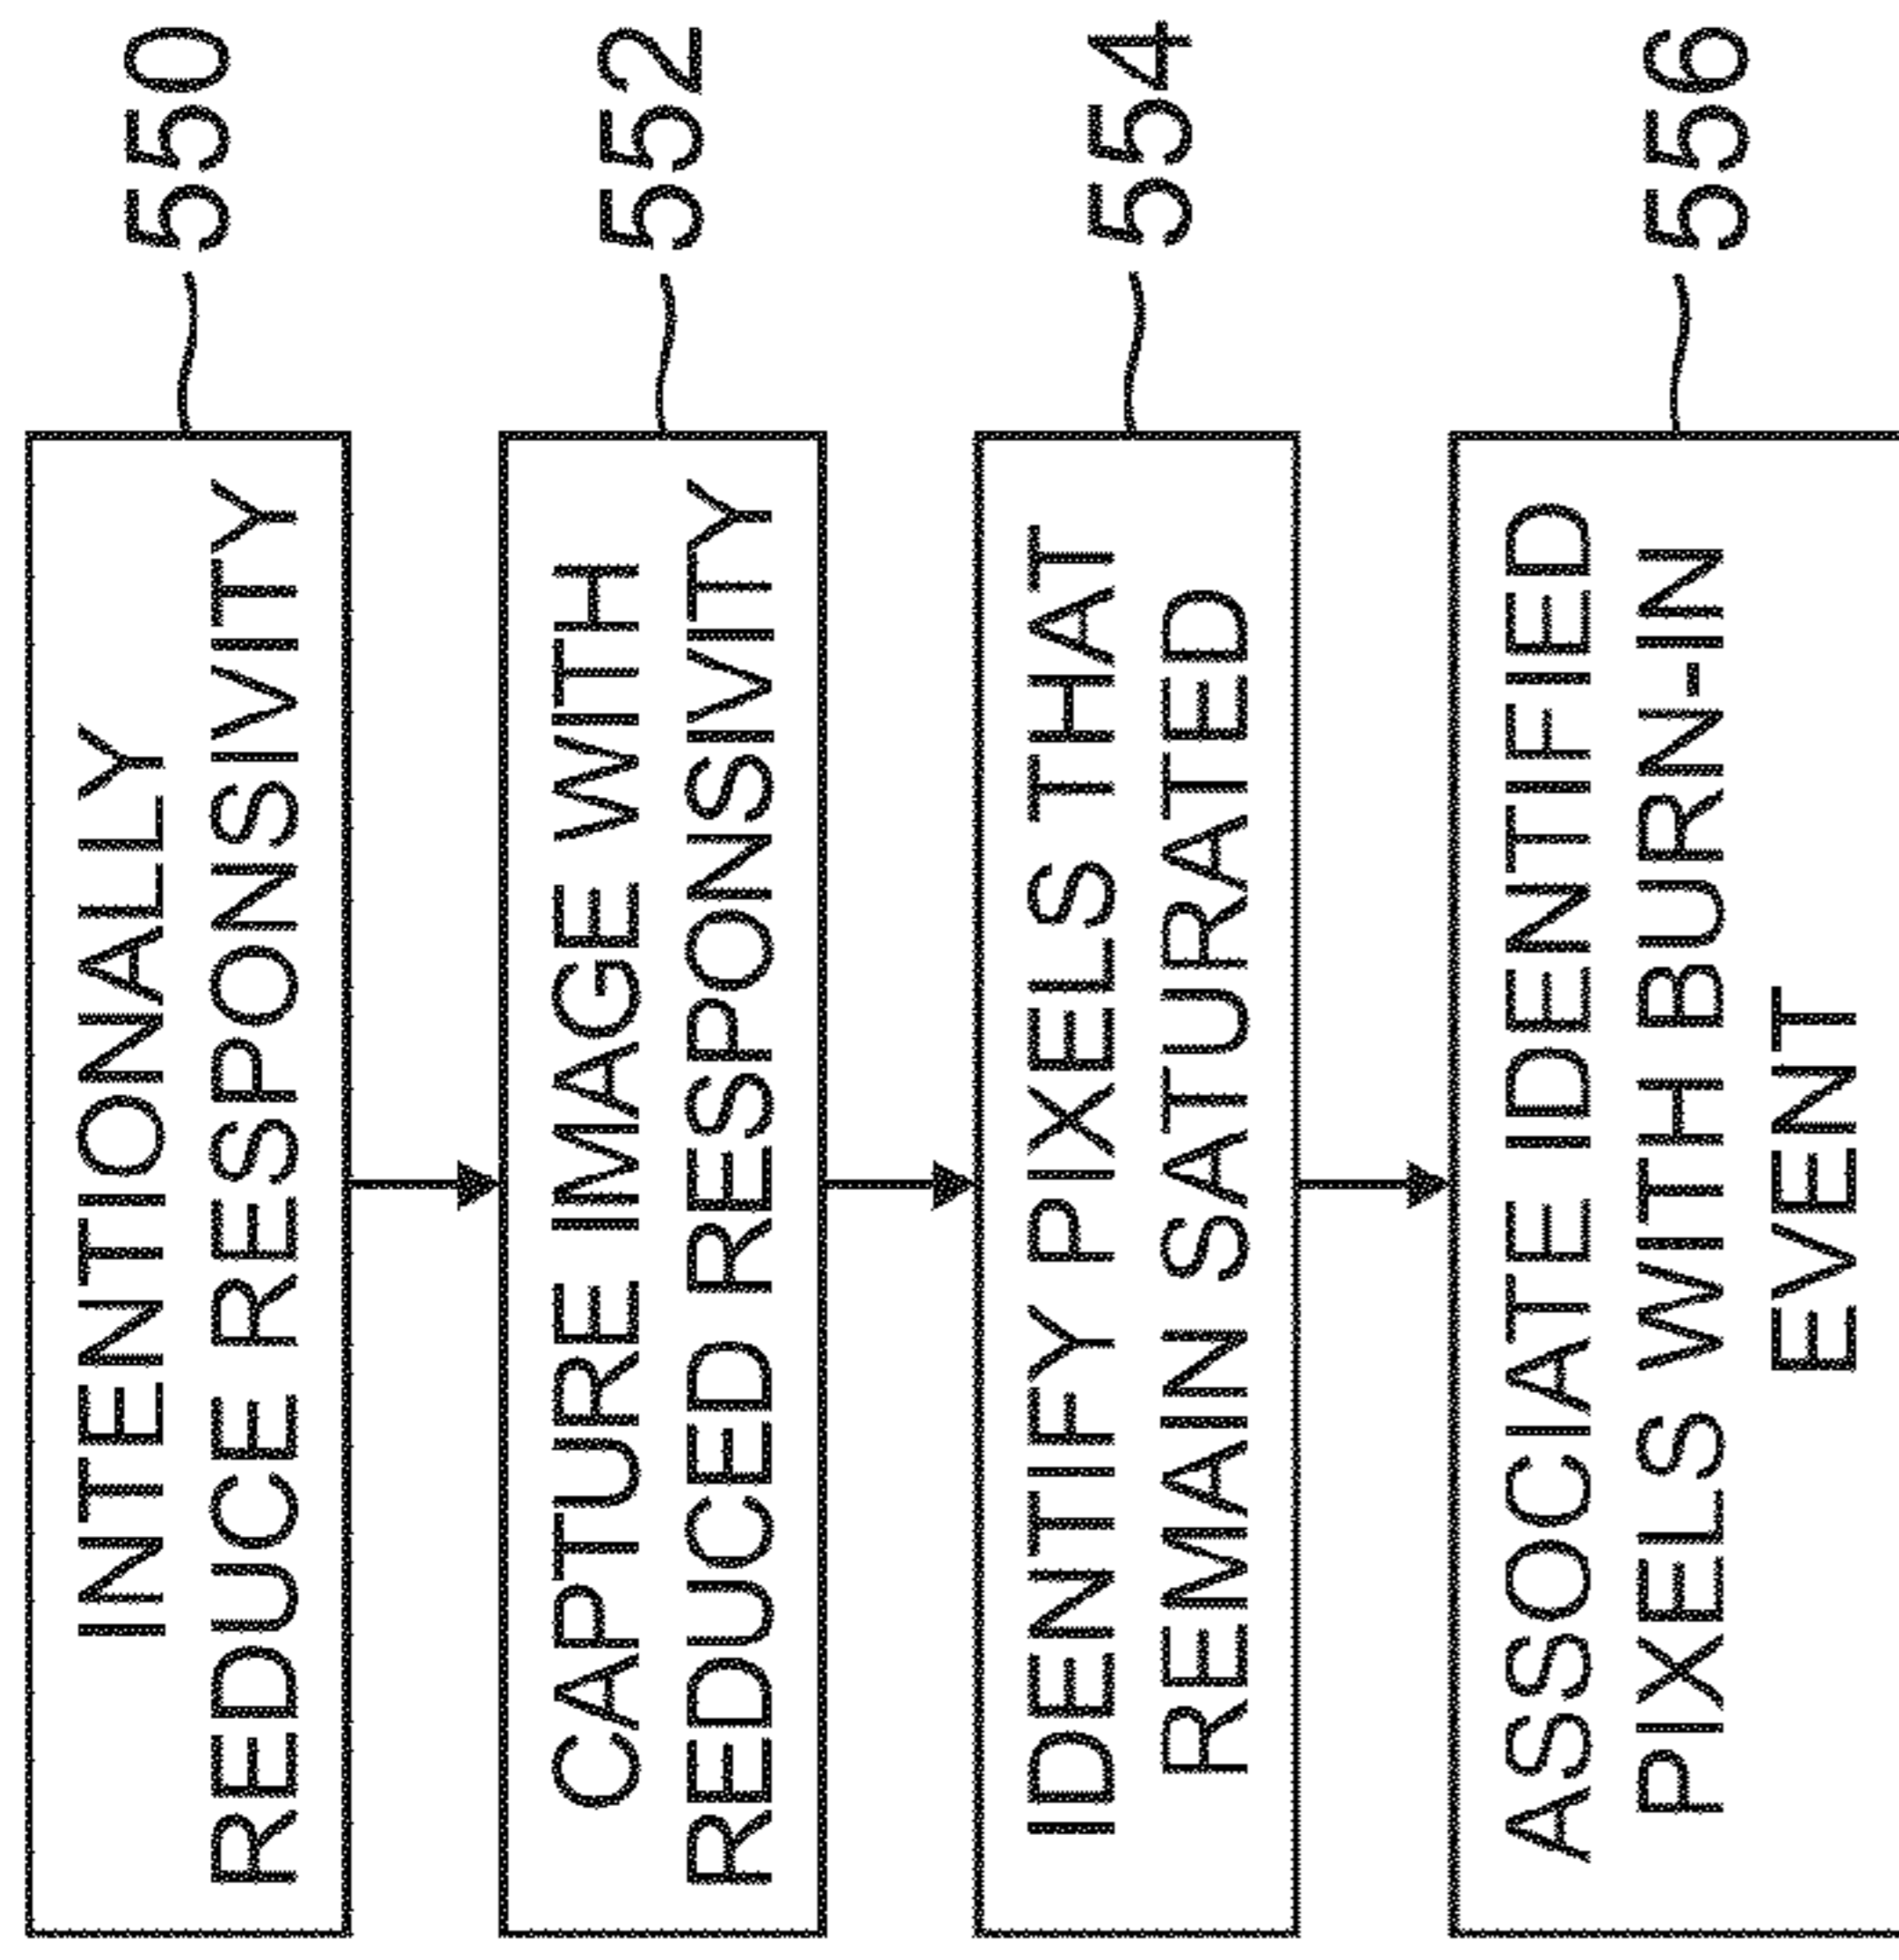 INTENTIONALLY
REDUCE RESPONSIVITY
550
CAPTURE IMAGE WITH
REDUCED RESPONSIVITY
552
IDENTIFY PIXELS THAT
REMAIN SATURATED
554
ASSOCIATE IDENTIFIED
PIXELS WITH BURN-IN
EVENT
556